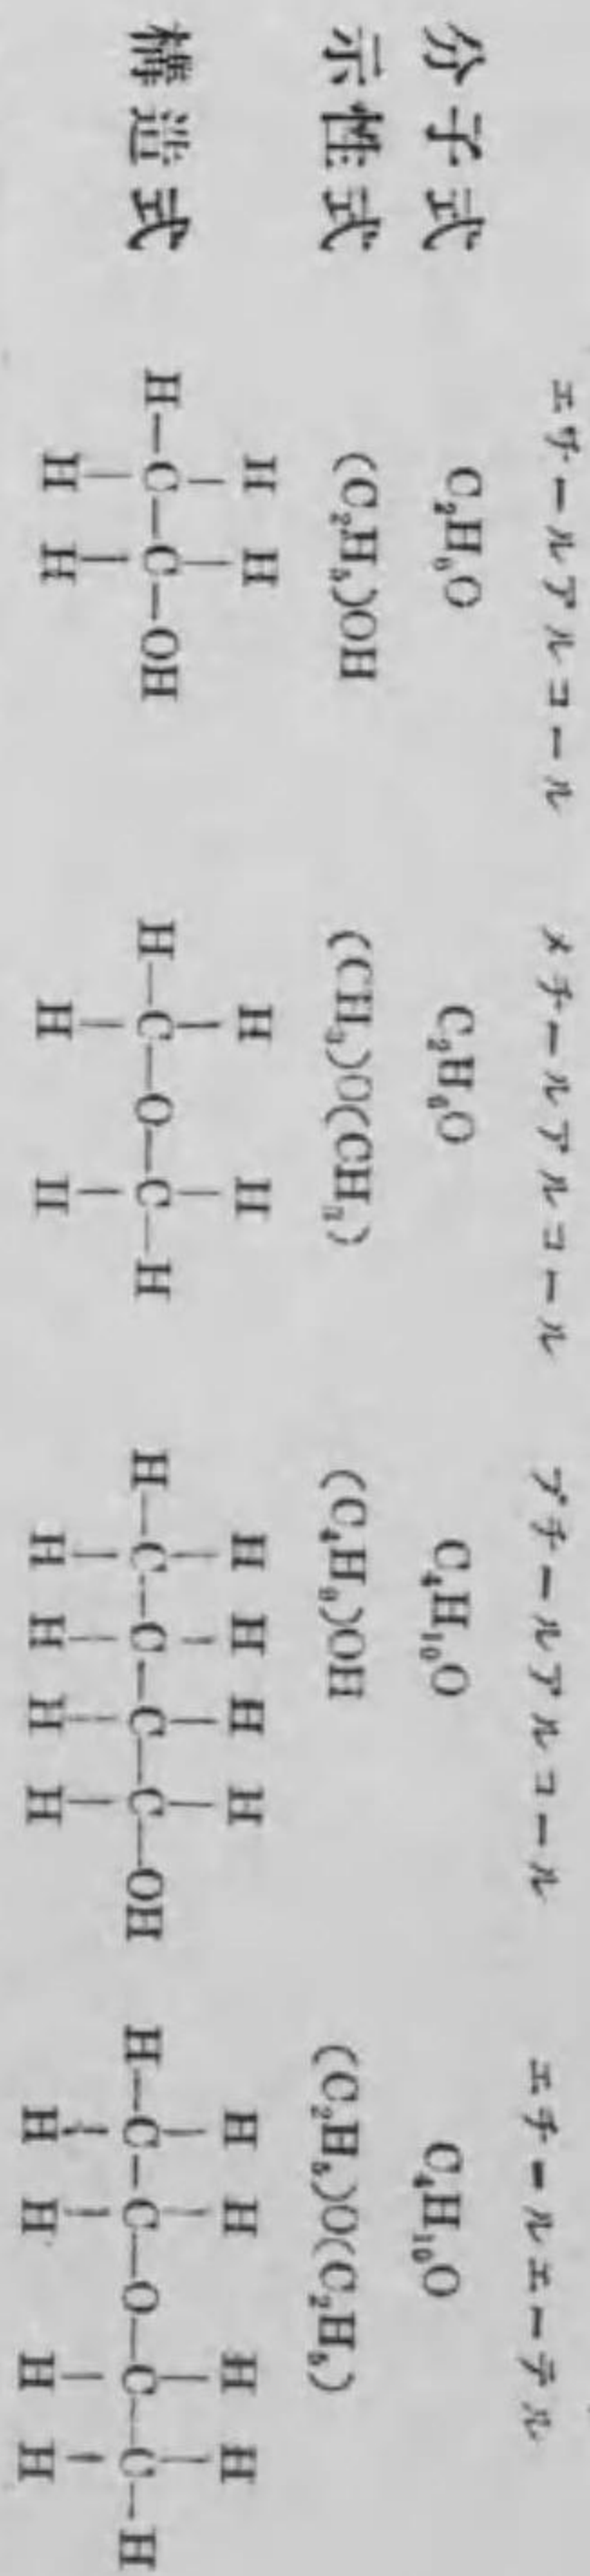 エチールアルコール メチールアルコール ブチールアルコール エチールエーテル
分子式 C₂H₆O C₂H₆O C₄H₁₀O C₄H₁₀O
示性式 (C₂H₅)OH (CH₃)O(CH₃) (C₄H₉)OH (C₂H₅)O(C₂H₅)
H H H H H H H H H H H H
構造式 H—C—C—OH H—C—O—C—H H—C—C—C—C—OH H—C—C—O—C—C—H
H H H H H H H H H H H H